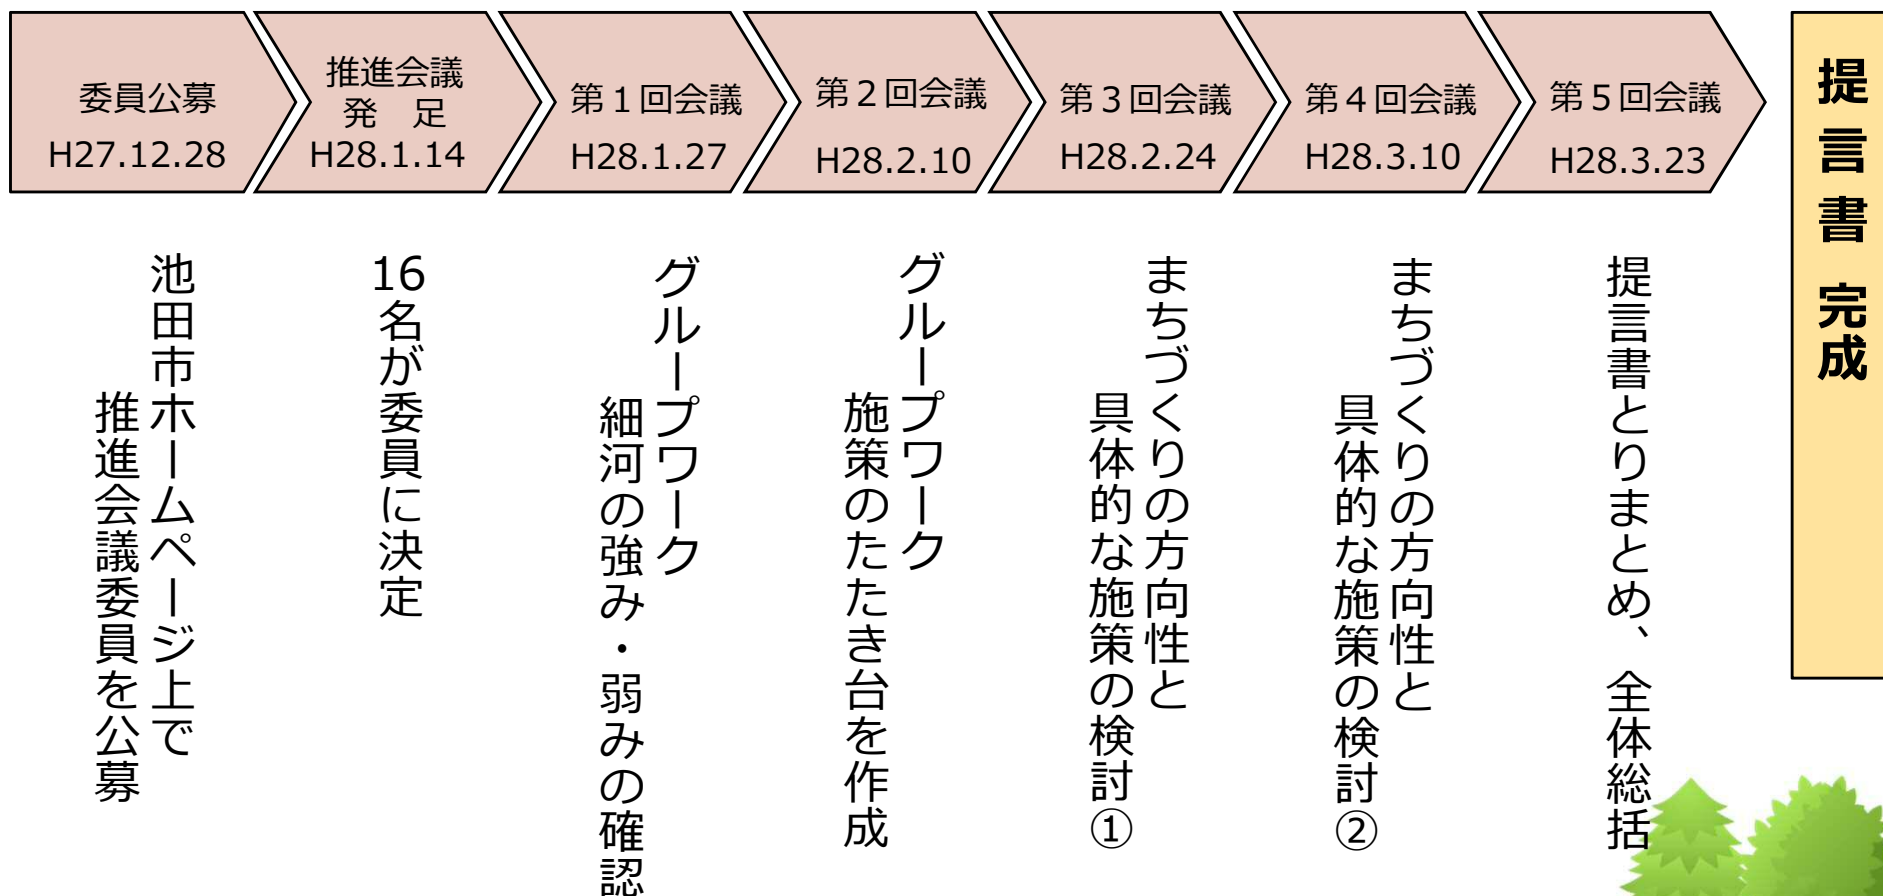 委員公募
H27.12.28
推進会議
発　足
H28.1.14
第１回会議
H28.1.27
第２回会議
H28.2.10
第３回会議
H28.2.24
第４回会議
H28.3.10
第５回会議
H28.3.23
提言書 完成
池田市ホームページ上で
推進会議委員を公募
16名が委員に決定
グループワーク
細河の強み・弱みの確認
グループワーク
施策のたたき台を作成
まちづくりの方向性と
具体的な施策の検討①
まちづくりの方向性と
具体的な施策の検討②
提言書とりまとめ、全体総括